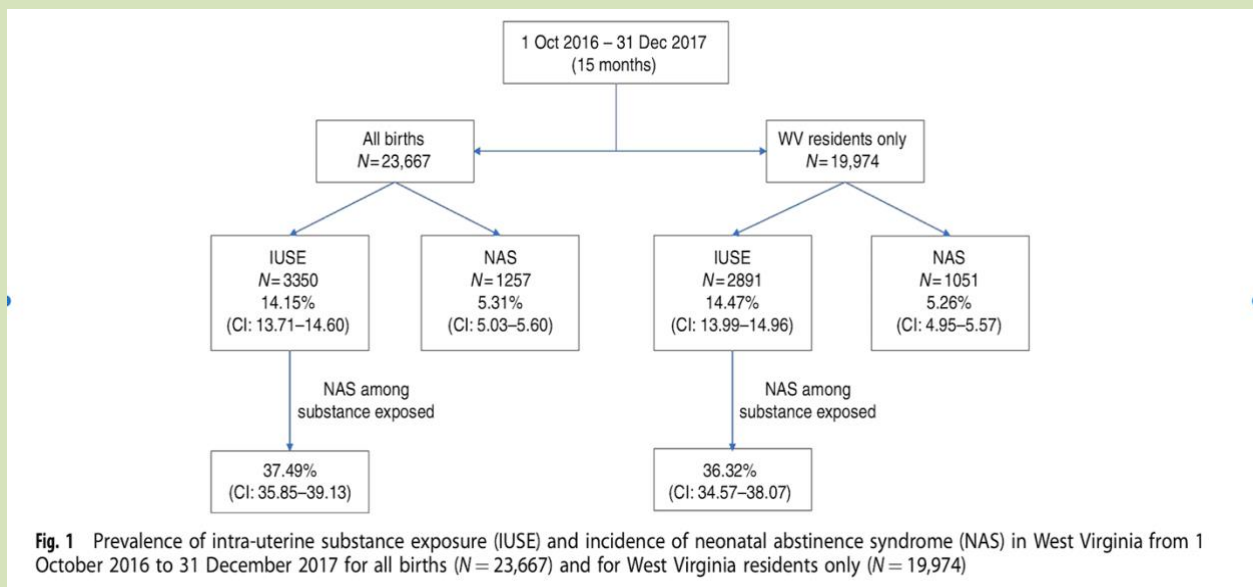 1 Oct 2016 – 31 Dec 2017
(15 months)
All births
N=23,667
WV residents only
N=19,974
IUSE
N=3350
14.15%
(CI: 13.71–14.60)
NAS
N=1257
5.31%
(CI: 5.03–5.60)
IUSE
N=2891
14.47%
(CI: 13.99–14.96)
NAS
N=1051
5.26%
(CI: 4.95–5.57)
NAS among
substance exposed
NAS among
substance exposed
37.49%
(CI: 35.85–39.13)
36.32%
(CI: 34.57–38.07)
Fig. 1 Prevalence of intra-uterine substance exposure (IUSE) and incidence of neonatal abstinence syndrome (NAS) in West Virginia from 1
October 2016 to 31 December 2017 for all births (N = 23,667) and for West Virginia residents only (N = 19,974)